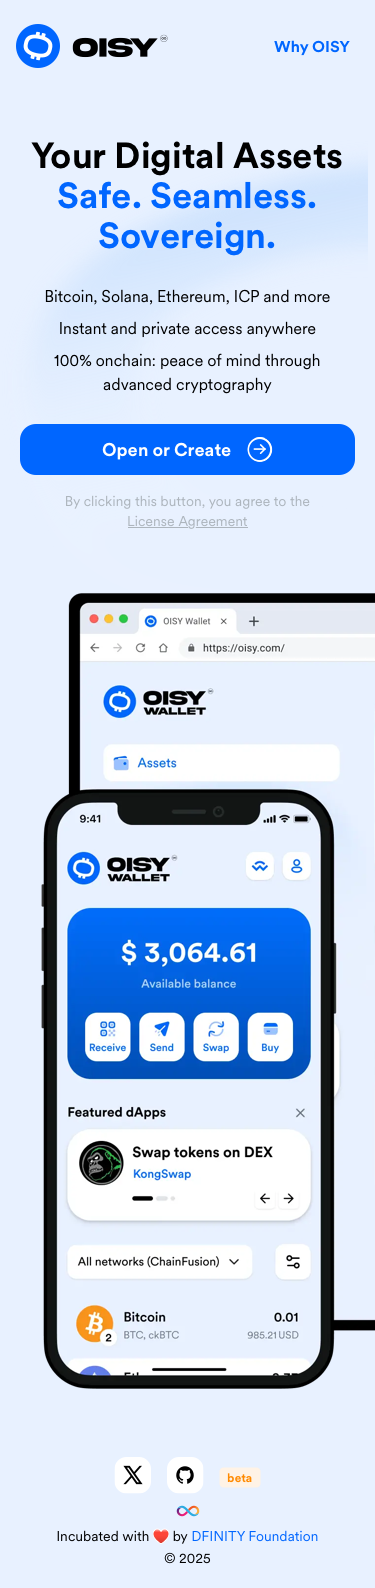 OISY
Why OISY
Your Digital Assets
Safe. Seamless.
Sovereign.
Bitcoin, Solana, Ethereum, ICP and more
Instant and private access anywhere
100% onchain: peace of mind through
advanced cryptography
Open or Create
By clicking this button, you agree to the
License Agreement
OISY Wallet
https://oisy.com/
OISY
WALLET
Assets
9:41
OISY
WALLET
$ 3,064.61
Available balance
Receive Send Swap Buy
Featured dApps
Swap tokens on DEX
KongSwap
All networks (ChainFusion)
Bitcoin 0.01
2 BTC, ckBTC 985.21 USD
beta
Incubated with ❤️ by DFINITY Foundation
© 2025